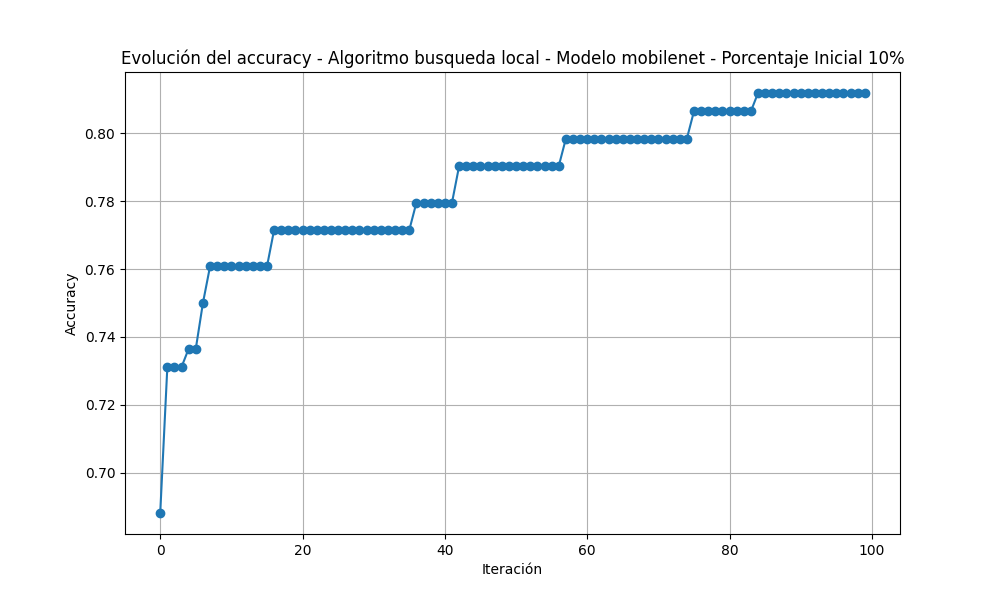 Evolución del accuracy - Algoritmo busqueda local - Modelo mobilenet - Porcentaje Inicial 10%
Accuracy
0.80
0.78
0.76
0.74
0.72
0.70
0 20 40 60 80 100
Iteración